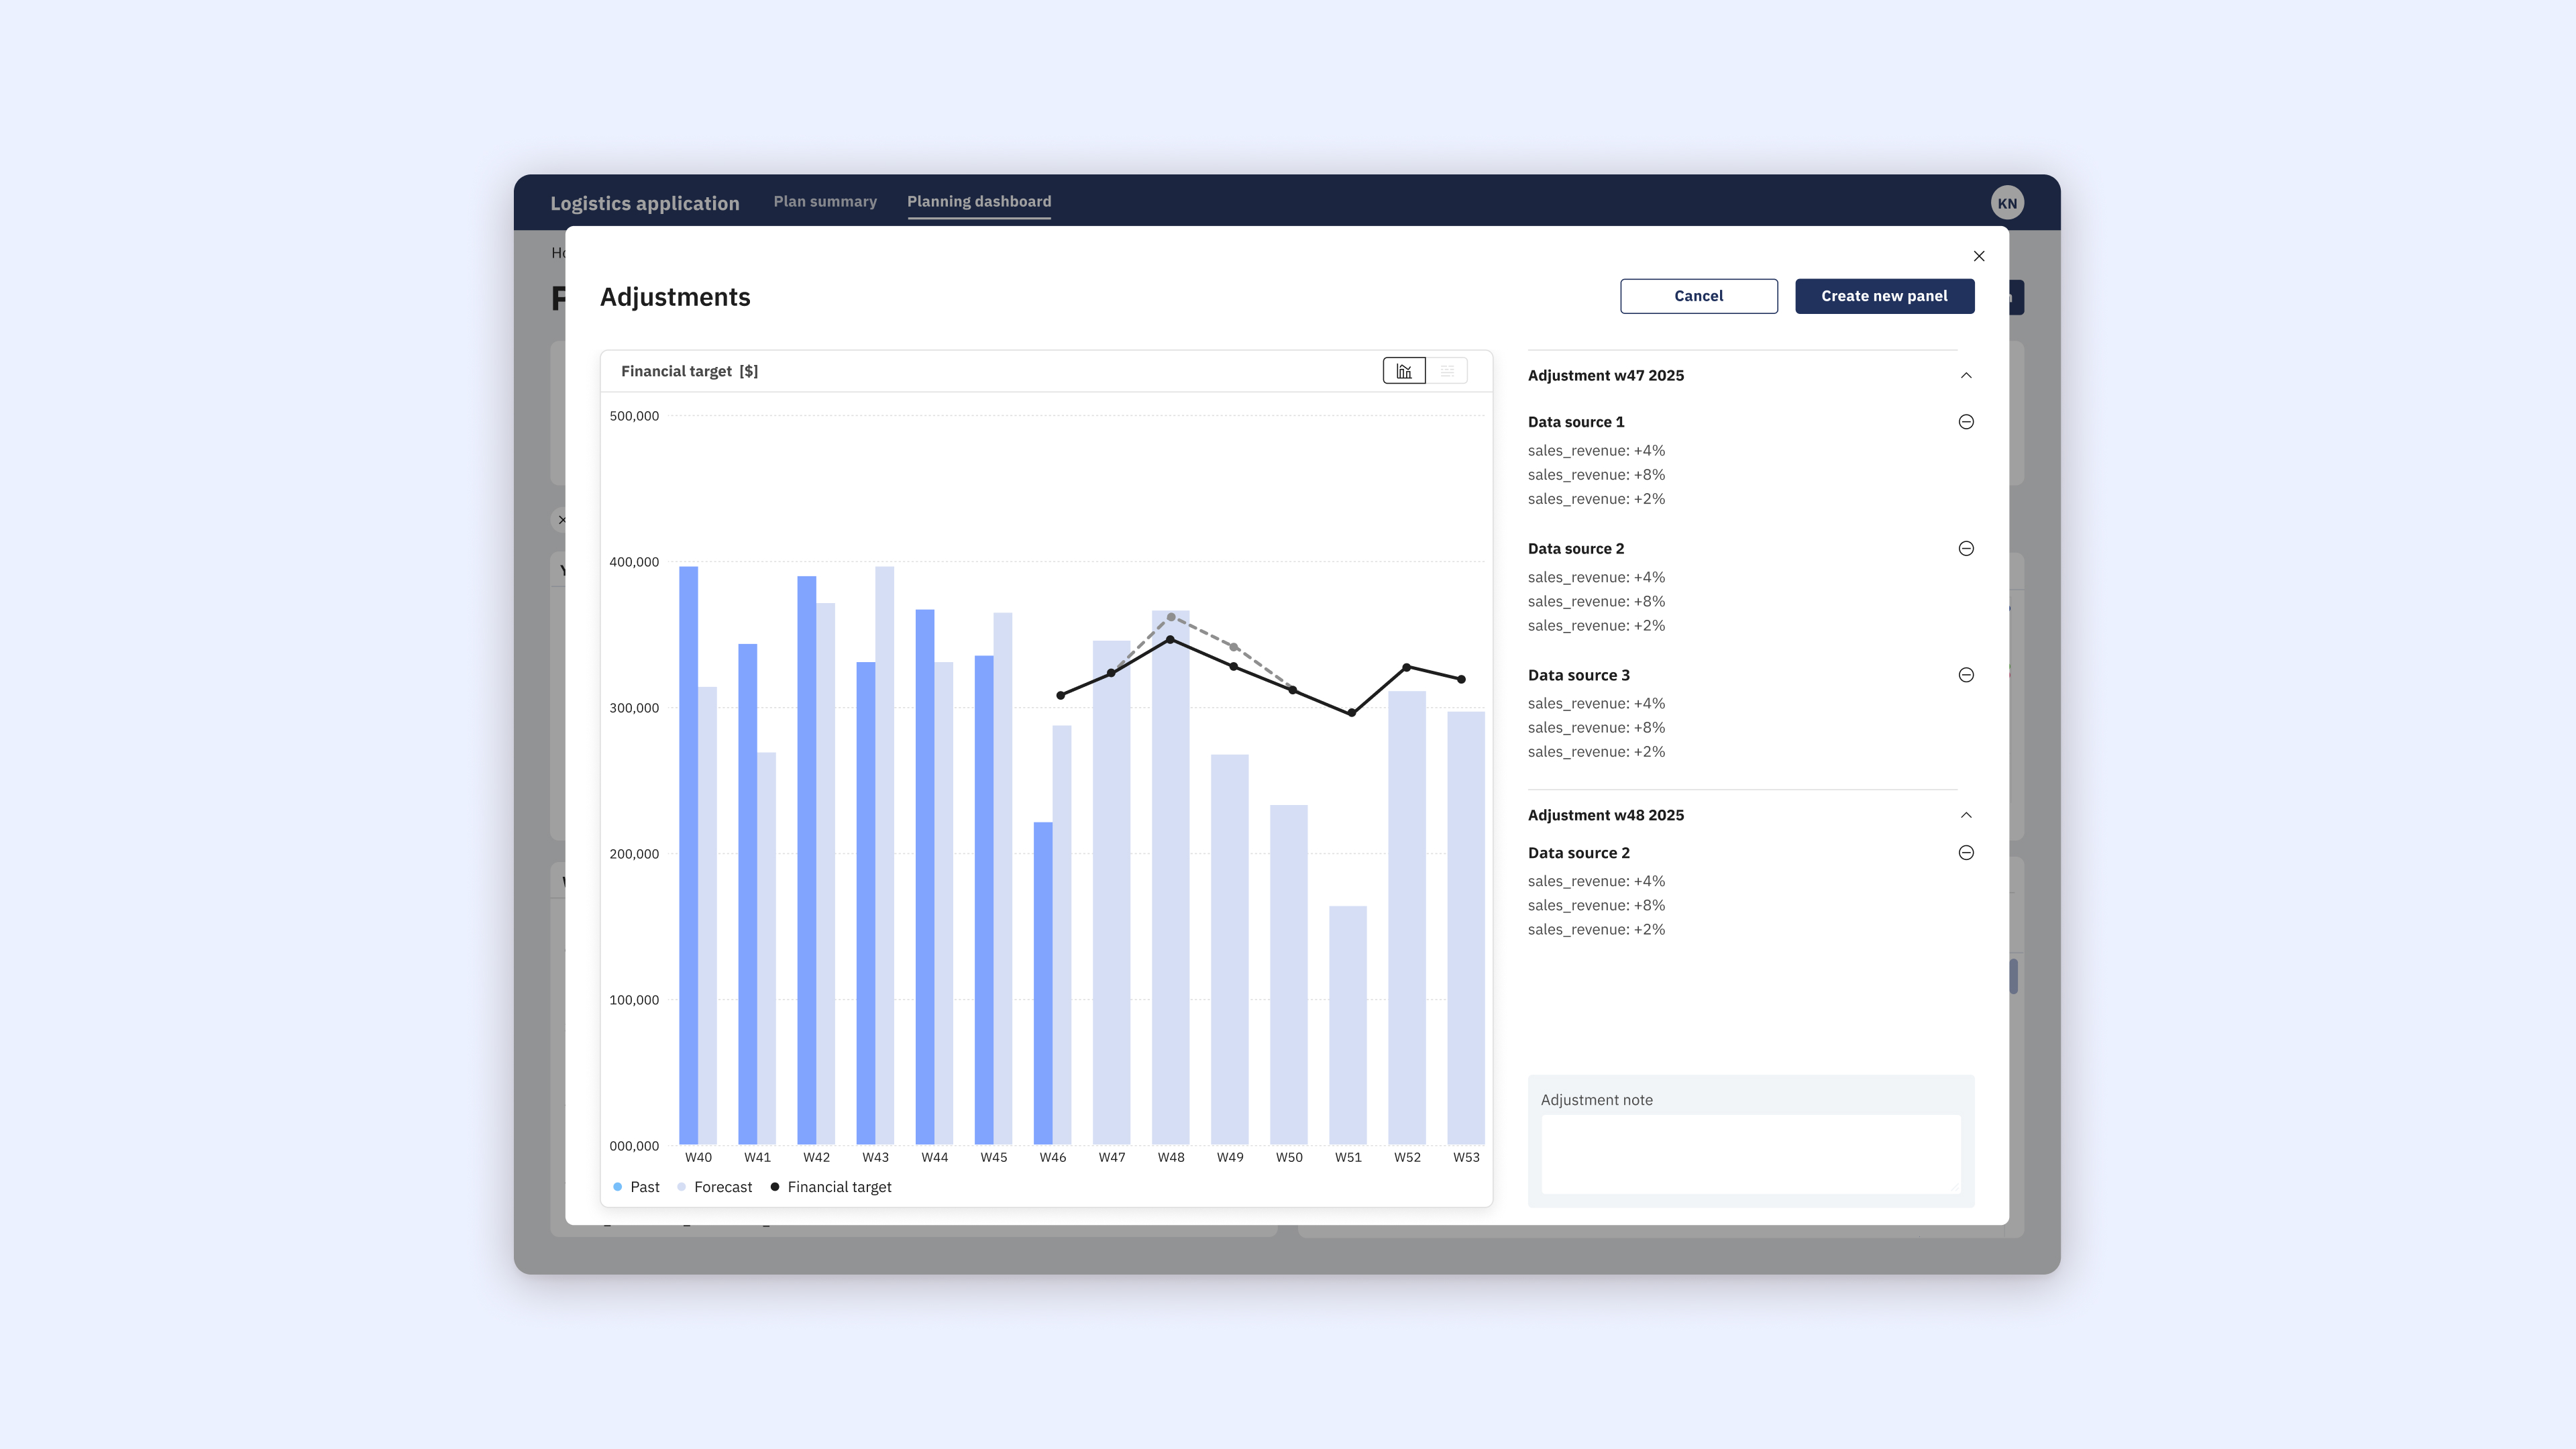 Logistics application
Plan summary
Planning dashboard
KN
Adjustments
Cancel
Create new panel
Financial target [$]
500,000
400,000
300,000
200,000
100,000
000,000
W40 W41 W42 W43 W44 W45 W46 W47 W48 W49 W50 W51 W52 W53
Past Forecast Financial target
Adjustment w47 2025
Data source 1
sales_revenue: +4%
sales_revenue: +8%
sales_revenue: +2%
Data source 2
sales_revenue: +4%
sales_revenue: +8%
sales_revenue: +2%
Data source 3
sales_revenue: +4%
sales_revenue: +8%
sales_revenue: +2%
Adjustment w48 2025
Data source 2
sales_revenue: +4%
sales_revenue: +8%
sales_revenue: +2%
Adjustment note